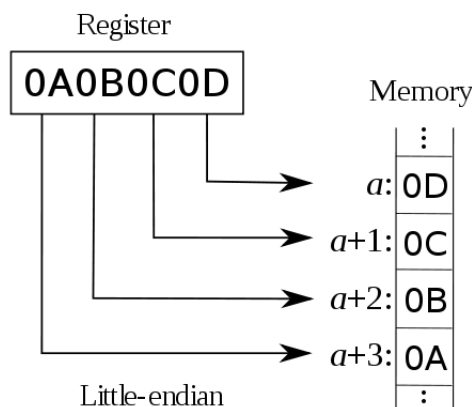 Register
0A0B0C0D
Memory
⋮
a: 0D
a+1: 0C
a+2: 0B
a+3: 0A
⋮
Little-endian